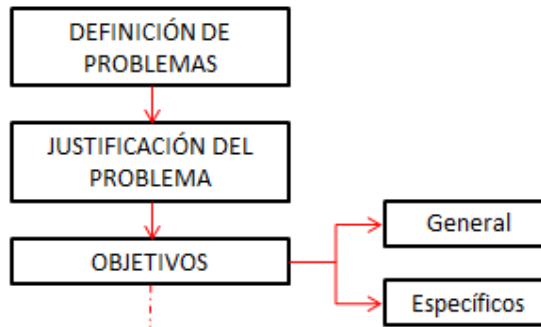 DEFINICIÓN DE
PROBLEMAS
JUSTIFICACIÓN DEL
PROBLEMA
OBJETIVOS
General
Específicos